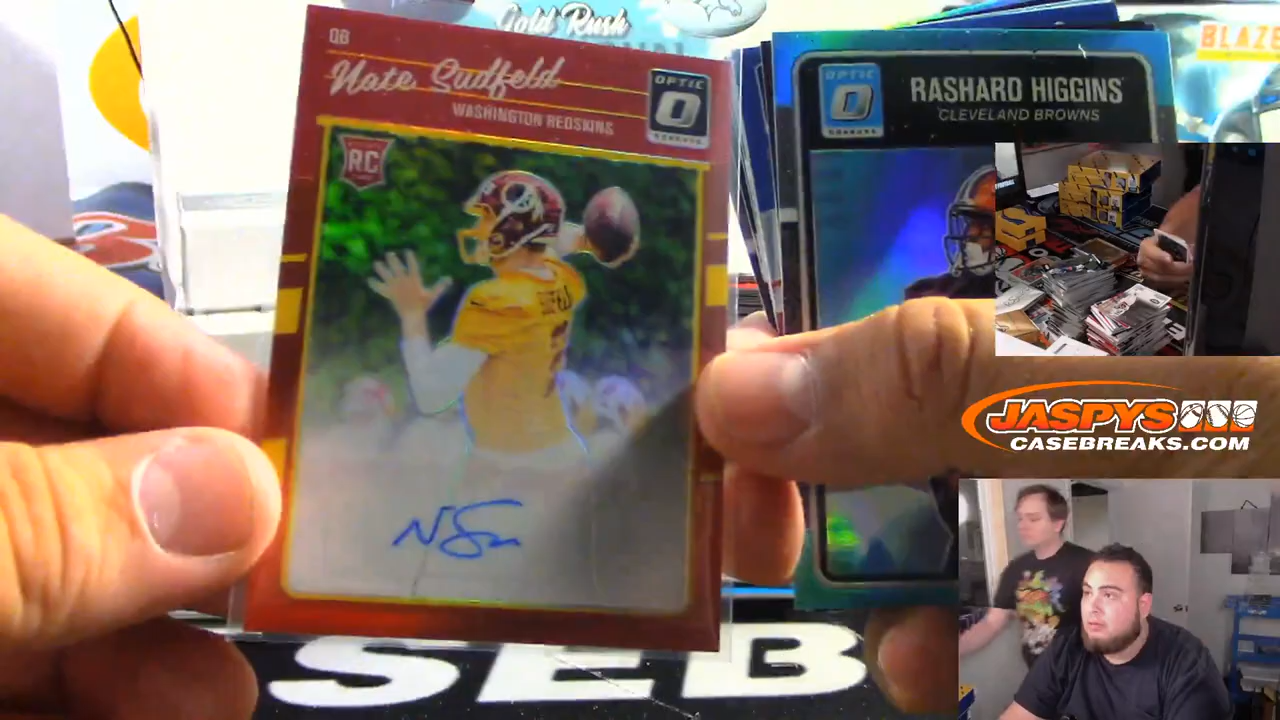 Gold Rush
BLAZE
QB
Nate Sudfeld
WASHINGTON REDSKINS
OPTIC
RC
OPTIC
DONRUSS
RASHARD HIGGINS
CLEVELAND BROWNS
JASPYS
CASEBREAKS.COM
SEB